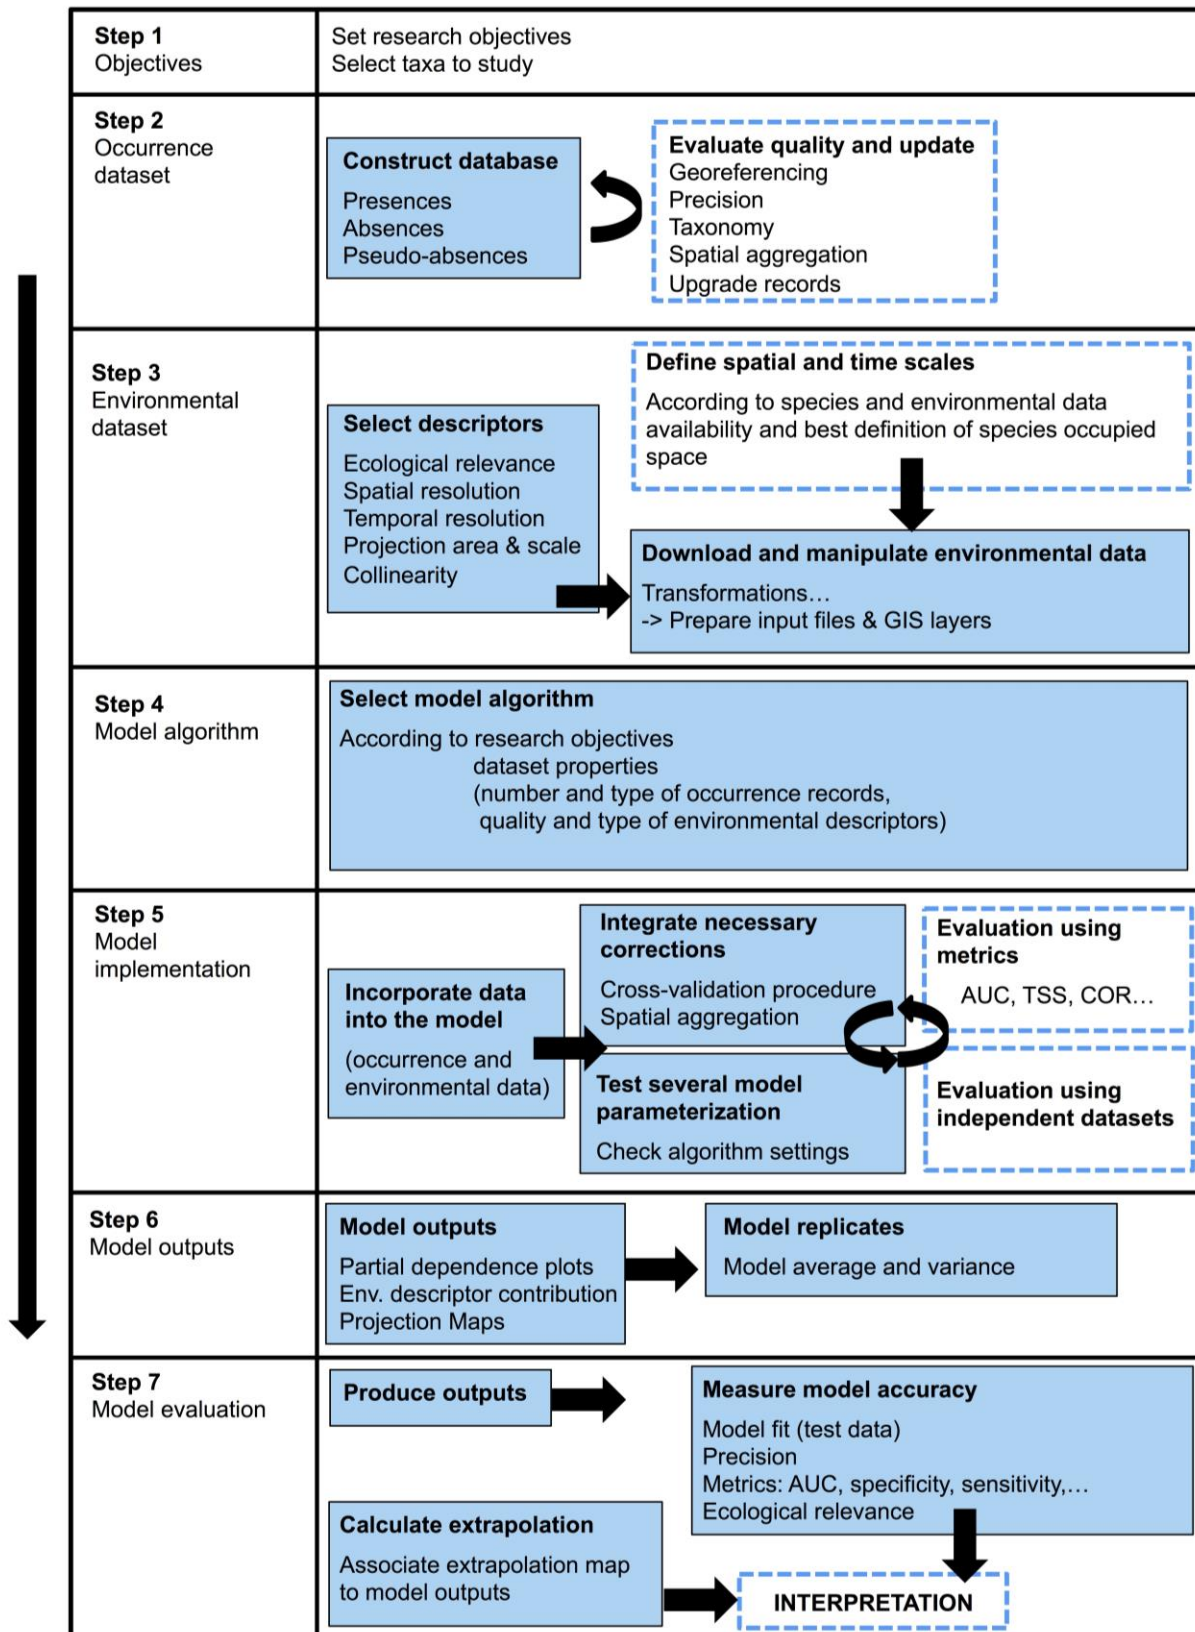 Step 1
Objectives
Set research objectives
Select taxa to study
Step 2
Occurrence
dataset
Construct database
Presences
Absences
Pseudo-absences
Evaluate quality and update
Georeferencing
Precision
Taxonomy
Spatial aggregation
Upgrade records
Step 3
Environmental
dataset
Select descriptors
Ecological relevance
Spatial resolution
Temporal resolution
Projection area & scale
Collinearity
Define spatial and time scales
According to species and environmental data
availability and best definition of species occupied
space
Download and manipulate environmental data
Transformations…
-> Prepare input files & GIS layers
Step 4
Model algorithm
Select model algorithm
According to research objectives
dataset properties
(number and type of occurrence records,
quality and type of environmental descriptors)
Step 5
Model
implementation
Incorporate data
into the model
(occurrence and
environmental data)
Integrate necessary
corrections
Cross-validation procedure
Spatial aggregation
Test several model
parameterization
Check algorithm settings
Evaluation using
metrics
AUC, TSS, COR…
Evaluation using
independent datasets
Step 6
Model outputs
Model outputs
Partial dependence plots
Env. descriptor contribution
Projection Maps
Model replicates
Model average and variance
Step 7
Model evaluation
Produce outputs
Measure model accuracy
Model fit (test data)
Precision
Metrics: AUC, specificity, sensitivity,…
Ecological relevance
Calculate extrapolation
Associate extrapolation map
to model outputs
INTERPRETATION